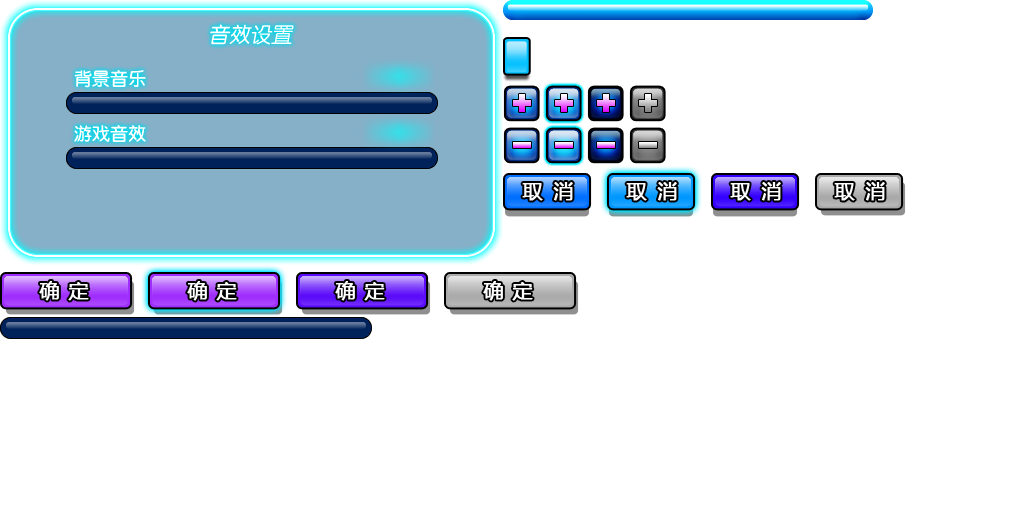 音效设置
背景音乐
游戏音效
取消 取消 取消 取消
确定 确定 确定 确定